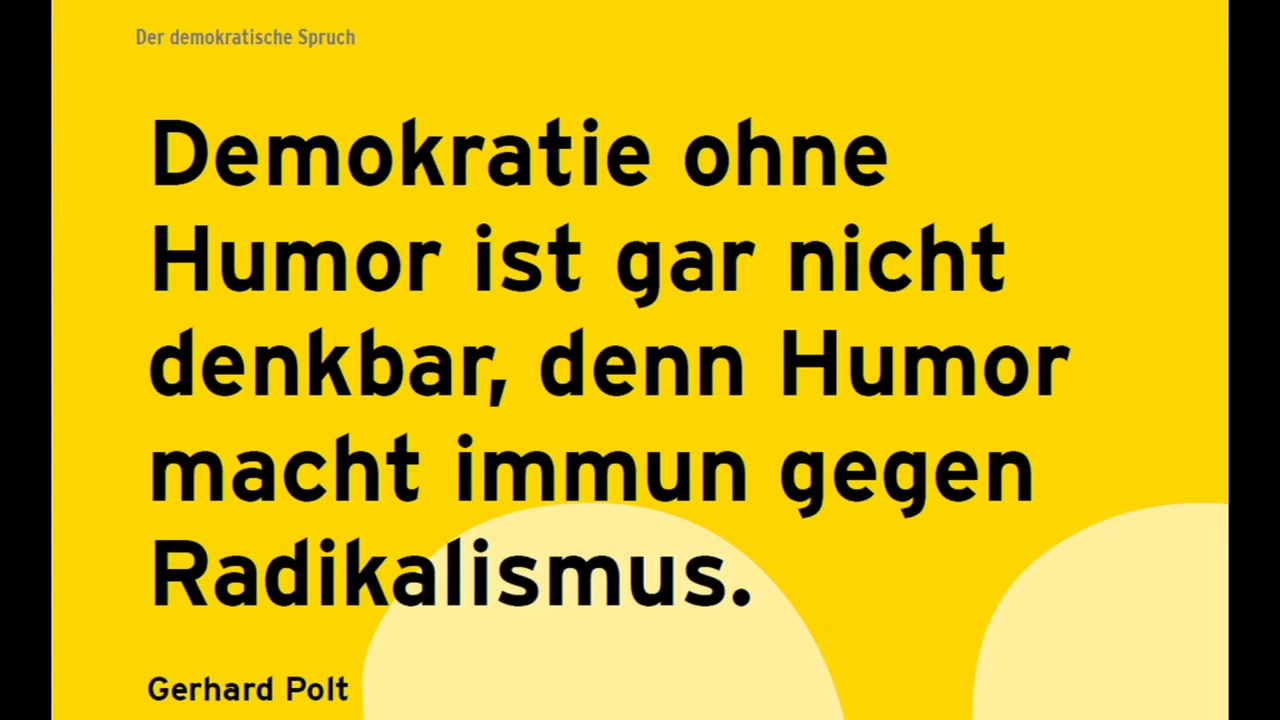 Der demokratische Spruch
Demokratie ohne
Humor ist gar nicht
denkbar, denn Humor
macht immun gegen
Radikalismus.
Gerhard Polt